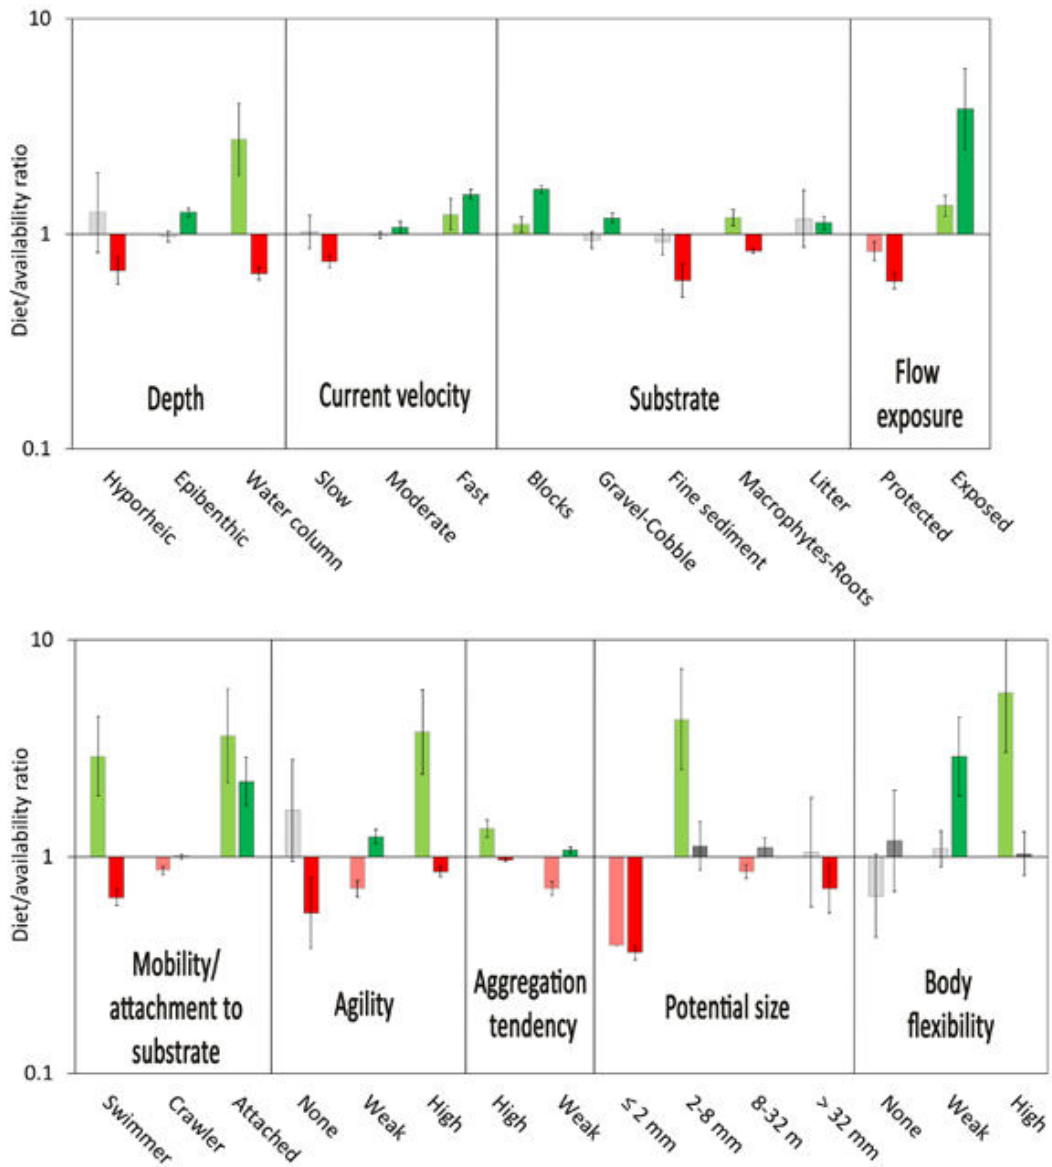 10
1
0.1
Diet/availability ratio
Depth
Current velocity
Substrate
Flow
exposure
Hyporheic
Epibenthic
Water column
Slow
Moderate
Fast
Blocks
Gravel-Cobble
Fine sediment
Macrophytes-Roots
Litter
Protected
Exposed
10
1
0.1
Diet/availability ratio
Mobility/
attachment to
substrate
Agility
Aggregation
tendency
Potential size
Body
flexibility
Swimmer
Crawler
Attached
None
Weak
High
High
Weak
≤ 2 mm
2-8 mm
8-32 m
> 32 mm
None
Weak
High